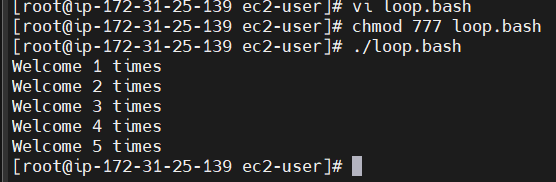 [root@ip-172-31-25-139 ec2-user]# vi loop.bash
[root@ip-172-31-25-139 ec2-user]# chmod 777 loop.bash
[root@ip-172-31-25-139 ec2-user]# ./loop.bash
Welcome 1 times
Welcome 2 times
Welcome 3 times
Welcome 4 times
Welcome 5 times
[root@ip-172-31-25-139 ec2-user]#